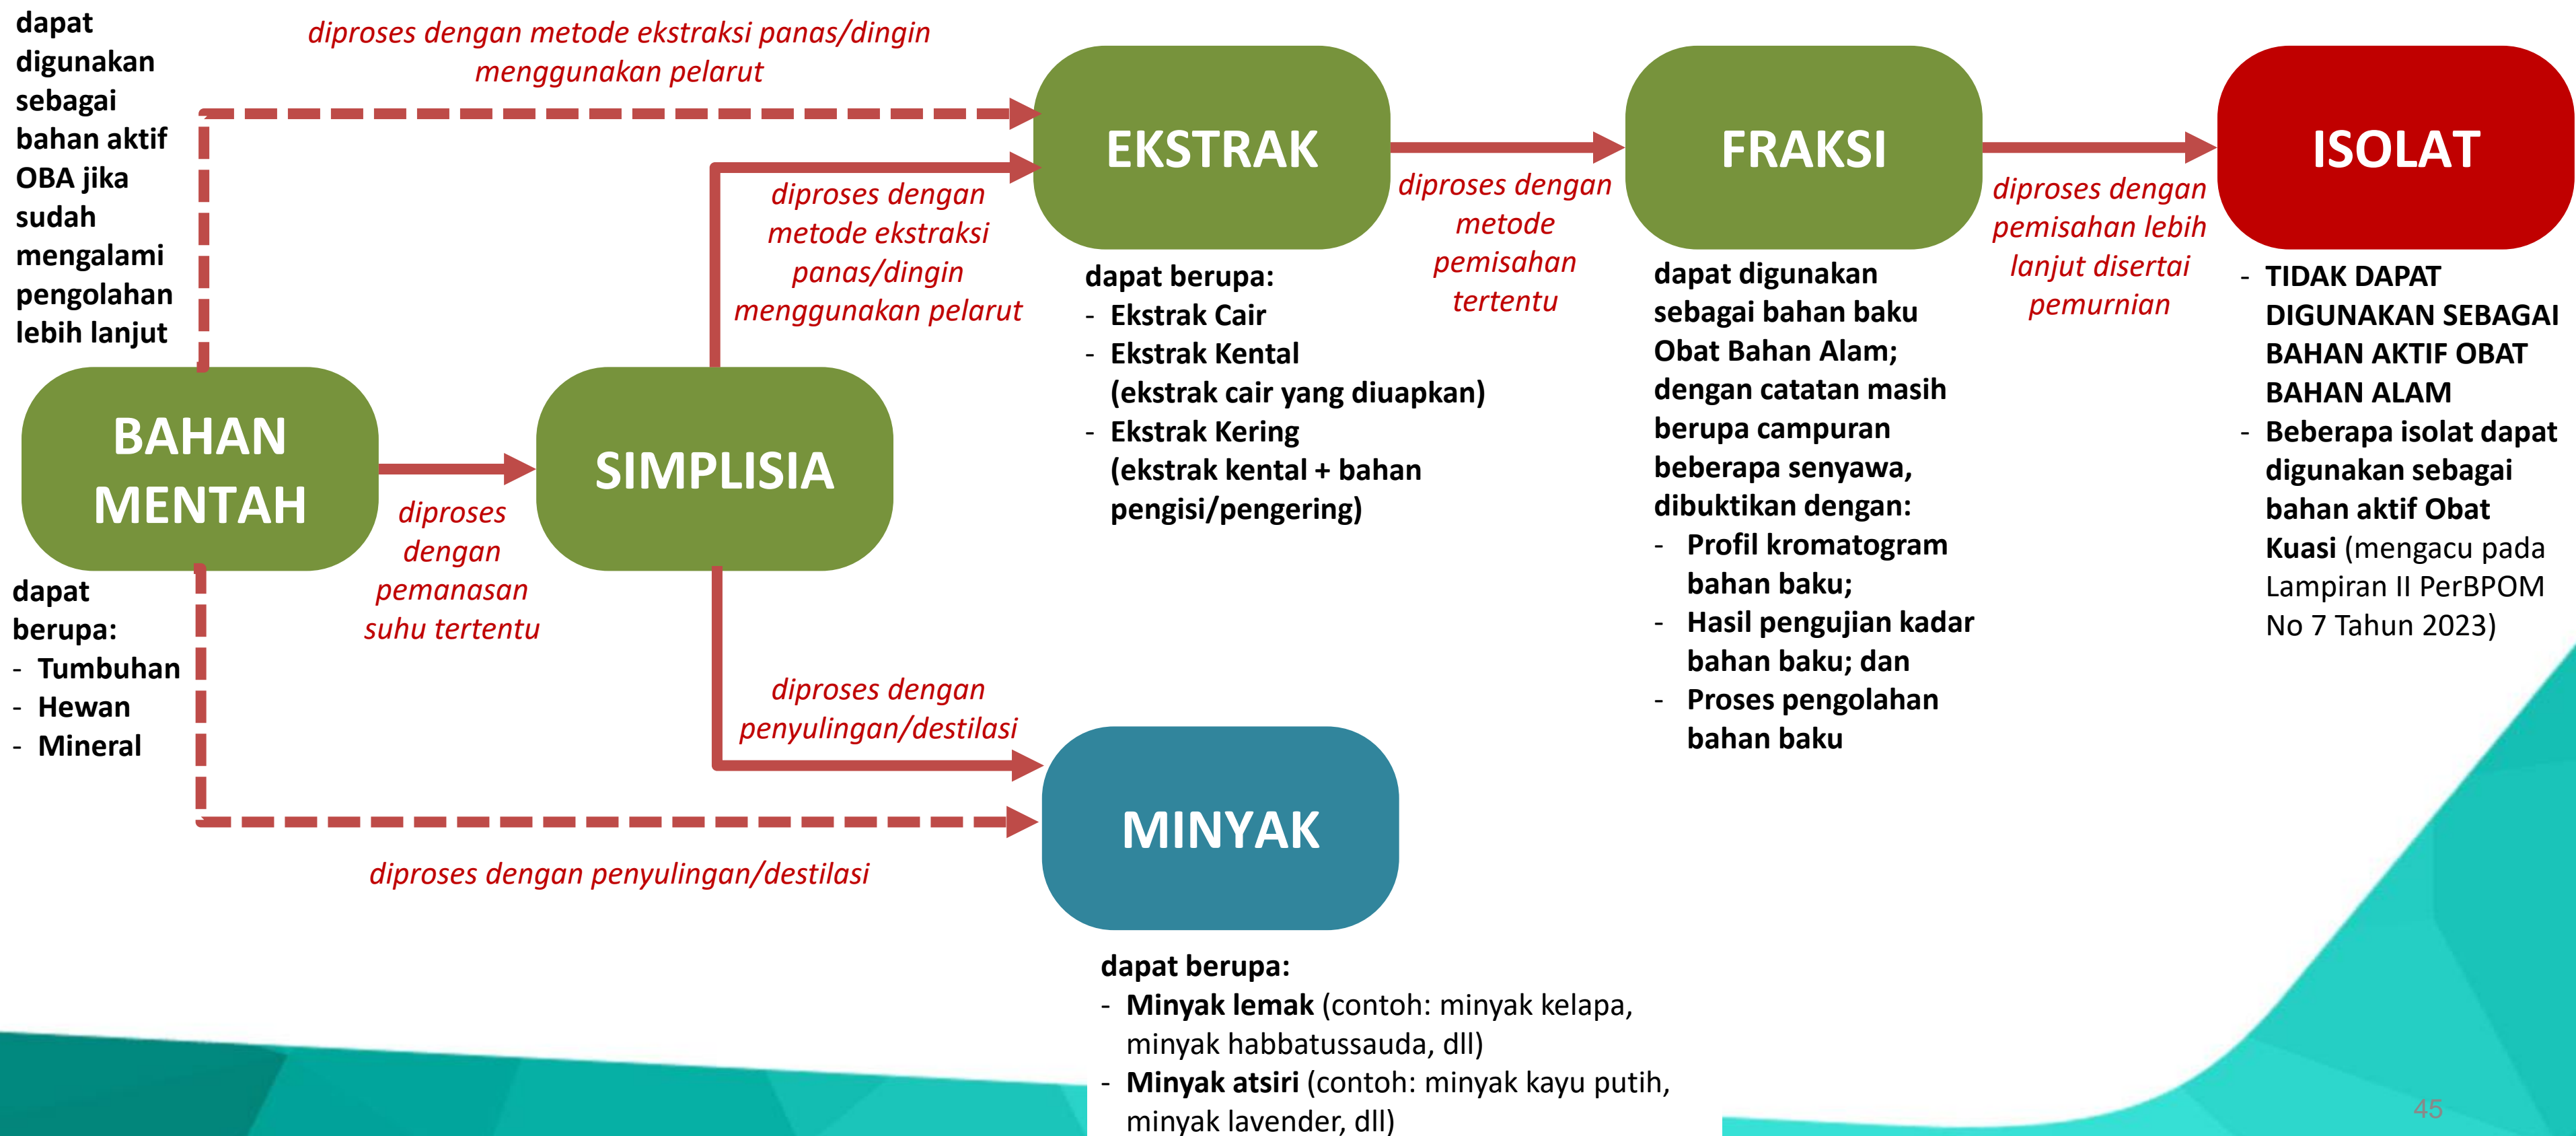 dapat
digunakan
sebagai
bahan aktif
OBA jika
sudah
mengalami
pengolahan
lebih lanjut
diproses dengan metode ekstraksi panas/dingin
menggunakan pelarut
BAHAN
MENTAH
dapat
berupa:
- Tumbuhan
- Hewan
- Mineral
diproses
dengan
pemanasan
suhu tertentu
SIMPLISIA
diproses dengan
metode ekstraksi
panas/dingin
menggunakan pelarut
diproses dengan
penyulingan/destilasi
diproses dengan penyulingan/destilasi
EKSTRAK
dapat berupa:
- Ekstrak Cair
- Ekstrak Kental
(ekstrak cair yang diuapkan)
- Ekstrak Kering
(ekstrak kental + bahan
pengisi/pengering)
MINYAK
dapat berupa:
- Minyak lemak (contoh: minyak kelapa,
minyak habbatussauda, dll)
- Minyak atsiri (contoh: minyak kayu putih,
minyak lavender, dll)
diproses dengan
metode
pemisahan
tertentu
FRAKSI
dapat digunakan
sebagai bahan baku
Obat Bahan Alam;
dengan catatan masih
berupa campuran
beberapa senyawa,
dibuktikan dengan:
- Profil kromatogram
bahan baku;
- Hasil pengujian kadar
bahan baku; dan
- Proses pengolahan
bahan baku
diproses dengan
pemisahan lebih
lanjut disertai
pemurnian
ISOLAT
- TIDAK DAPAT
DIGUNAKAN SEBAGAI
BAHAN AKTIF OBAT
BAHAN ALAM
- Beberapa isolat dapat
digunakan sebagai
bahan aktif Obat
Kuasi (mengacu pada
Lampiran II PerBPOM
No 7 Tahun 2023)
45